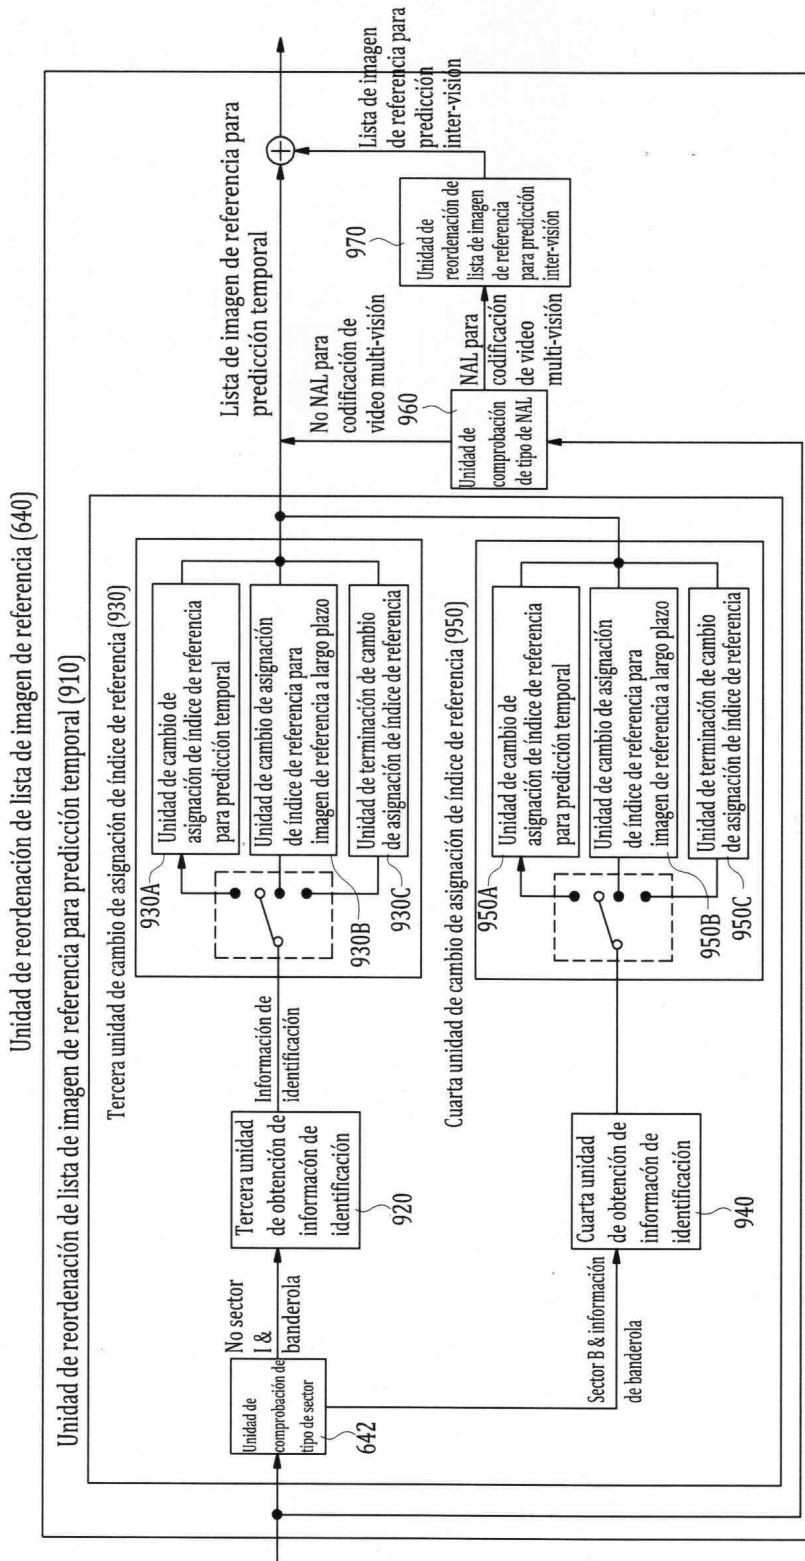 Unidad de reordenación de lista de imagen de referencia (640)
Unidad de reordenación de lista de imagen de referencia para predicción temporal (910)
Unidad de
comprobación de
tipo de sector
642
No sector
I &
banderola
Tercera unidad
de obtención de
informacón de
identificación
920
Información de
identificación
Tercera unidad de cambio de asignación de índice de referencia (930)
930A
Unidad de cambio de
asignación de índice de referencia
para predicción temporal
930B
Unidad de cambio de asignación
de índice de referencia para
imagen de referencia a largo plazo
930C
Unidad de terminación de cambio
de asignación de índice de referencia
Sector B & información
de banderola
Cuarta unidad
de obtención de
informacón de
identificación
940
Cuarta unidad de cambio de asignación de índice de referencia (950)
950A
Unidad de cambio de
asignación de índice de referencia
para predicción temporal
950B
Unidad de cambio de asignación
de índice de referencia para
imagen de referencia a largo plazo
950C
Unidad de terminación de cambio
de asignación de índice de referencia
Lista de imagen de referencia para
predicción temporal
No NAL para
codificación de
video multi-visión
960
Unidad de
comprobación
de tipo de NAL
NAL para
codificación
de video
multi-visión
970
Unidad de
reordenación de
lista de imagen
de referencia
para predicción
inter-visión
Lista de imagen
de referencia para
predicción
inter-visión